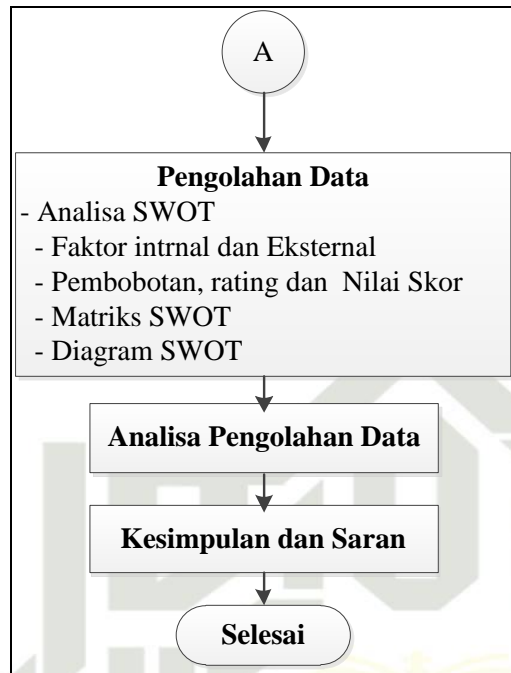 A
Pengolahan Data
- Analisa SWOT
- Faktor intrnal dan Eksternal
- Pembobotan, rating dan Nilai Skor
- Matriks SWOT
- Diagram SWOT
Analisa Pengolahan Data
Kesimpulan dan Saran
Selesai